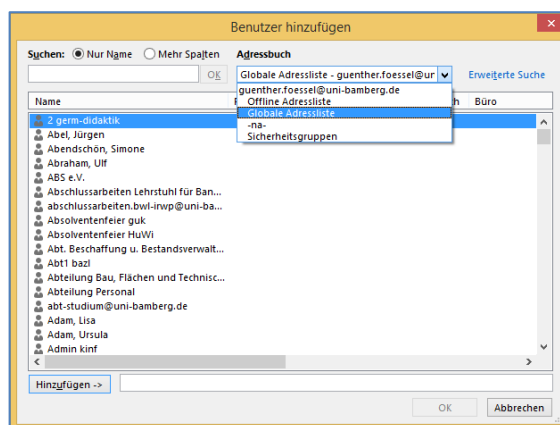 Benutzer hinzufügen
Suchen: Nur Name Mehr Spalten Adressbuch
OK Globale Adressliste - guenther.foessel@ur Erweiterte Suche
guenther.foessel@uni-bamberg.de
Name Büro
Offline Adressliste
Globale Adressliste
-na-
Sicherheitsgruppen
2 germ-didaktik
Abel, Jürgen
Abendschön, Simone
Abraham, Ulf
ABS e.V.
Abschlussarbeiten Lehrstuhl für Ban...
abschlussarbeiten.bwl-irwp@uni-ba...
Absolventenfeier guk
Absolventenfeier HuWi
Abt. Beschaffung u. Bestandsverwalt...
Abt1 bazl
Abteilung Bau, Flächen und Technisc...
Abteilung Personal
abt-studium@uni-bamberg.de
Adam, Lisa
Adam, Ursula
Admin kinf
Hinzufügen ->
OK Abbrechen